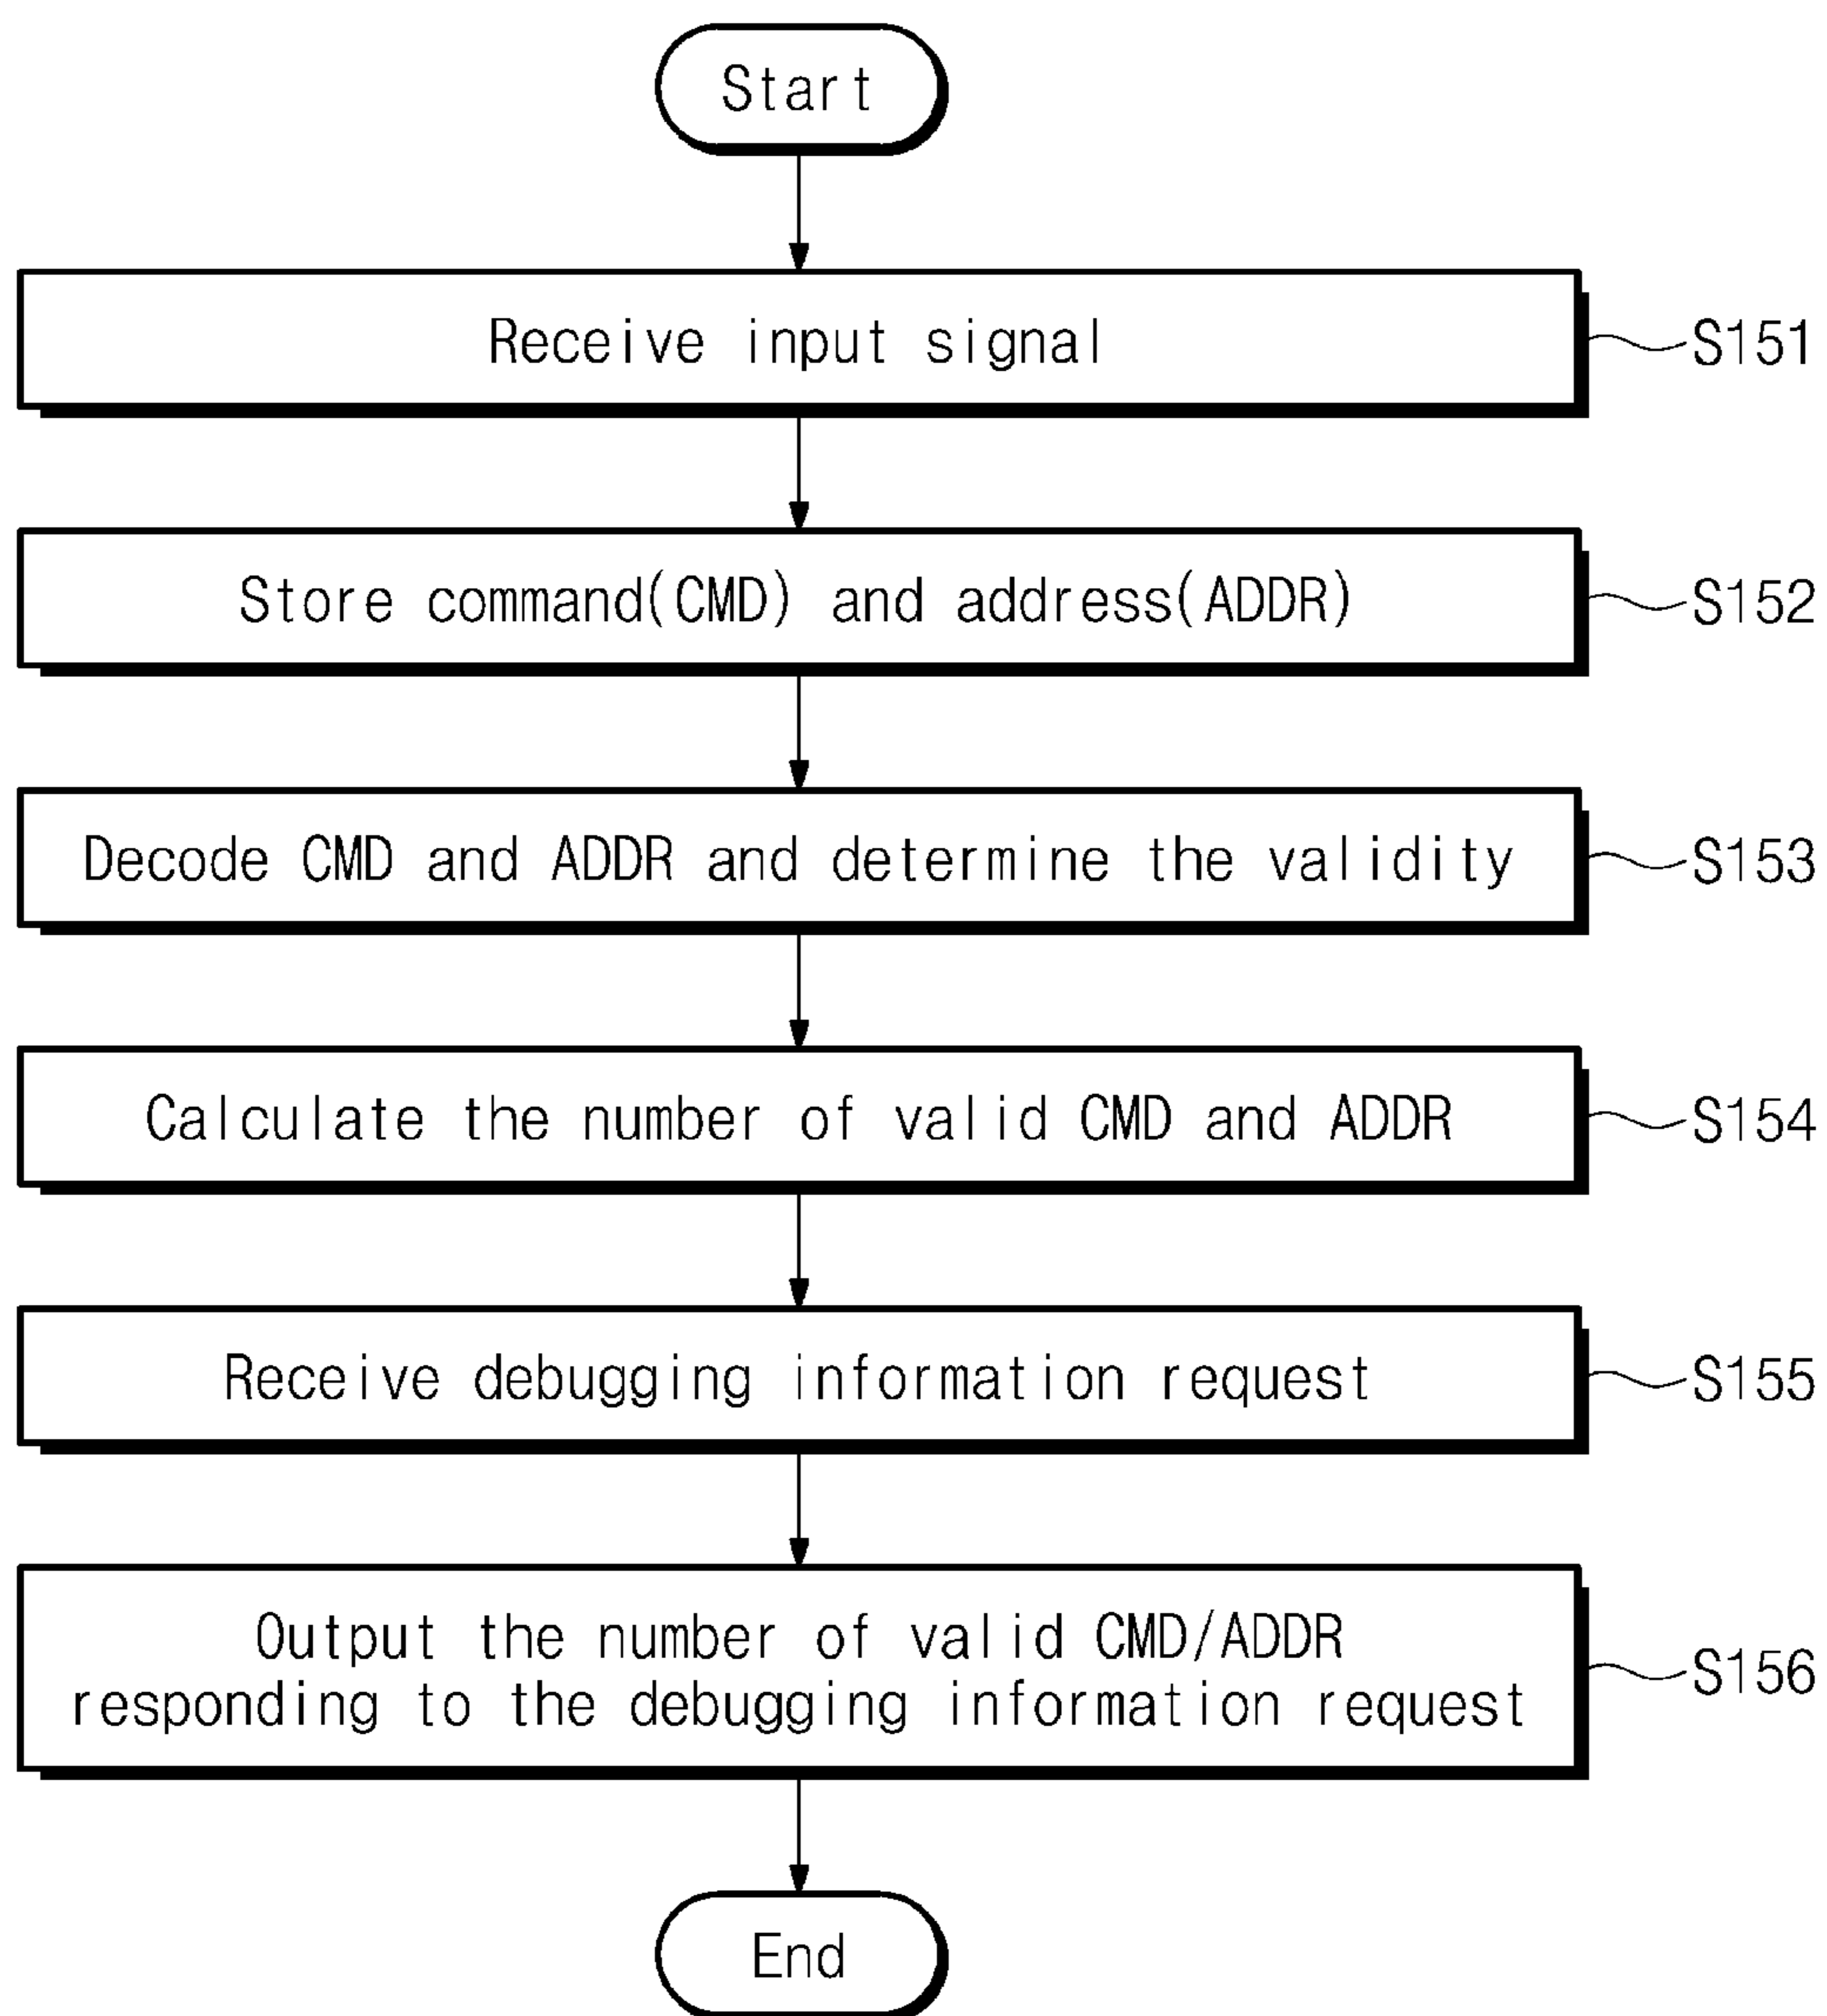 Start
Receive input signal
S151
Store command(CMD) and address(ADDR)
S152
Decode CMD and ADDR and determine the validity
S153
Calculate the number of valid CMD and ADDR
S154
Receive debugging information request
S155
Output the number of valid CMD/ADDR
responding to the debugging information request
S156
End